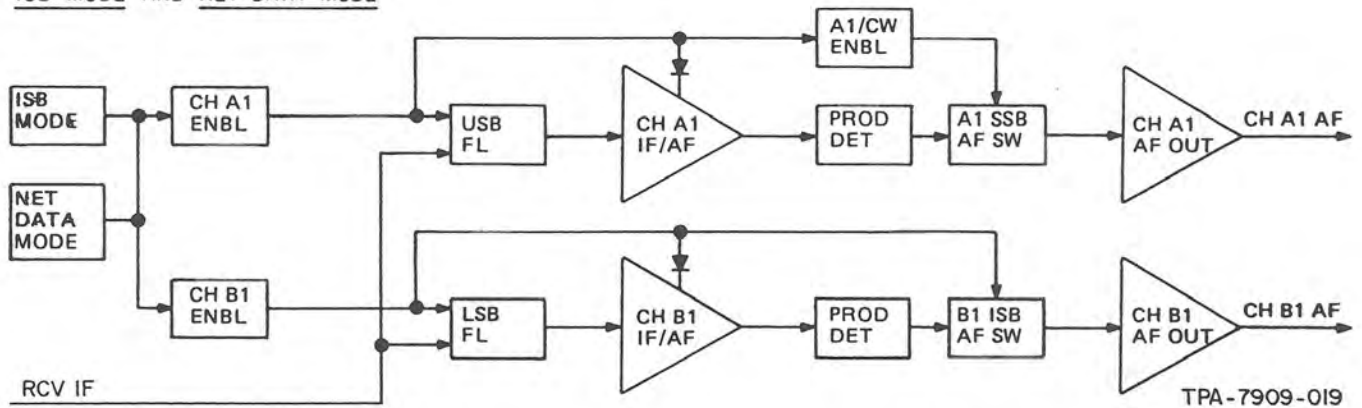 ISB MODE AND NET DATA MODE
A1/CW
ENBL
ISB
MODE
CH A1
ENBL
USB
FL
CH A1
IF/AF
PROD
DET
A1 SSB
AF SW
CH A1
AF OUT
CH A1 AF
NET
DATA
MODE
CH B1
ENBL
LSB
FL
CH B1
IF/AF
PROD
DET
B1 ISB
AF SW
CH B1
AF OUT
CH B1 AF
RCV IF
TPA-7909-019